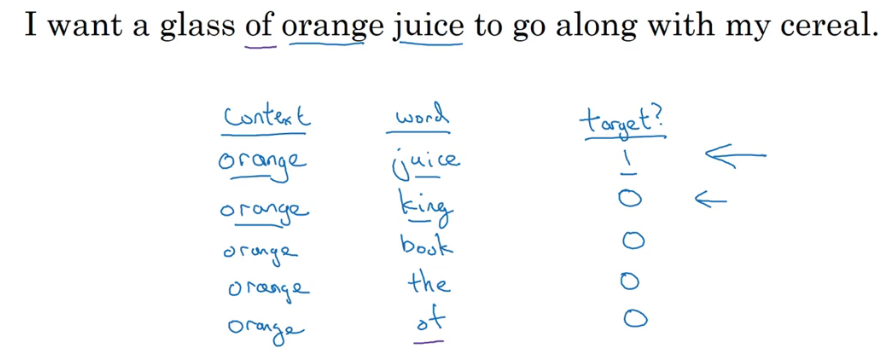 I want a glass of orange juice to go along with my cereal.
Context word target?
orange juice 1
orange king 0
orange book 0
orange the 0
orange of 0